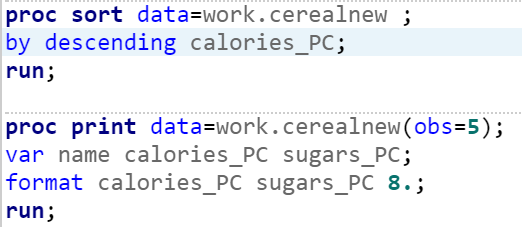 proc sort data=work.cerealnew ;
by descending calories_PC;
run;
proc print data=work.cerealnew(obs=5);
var name calories_PC sugars_PC;
format calories_PC sugars_PC 8.;
run;